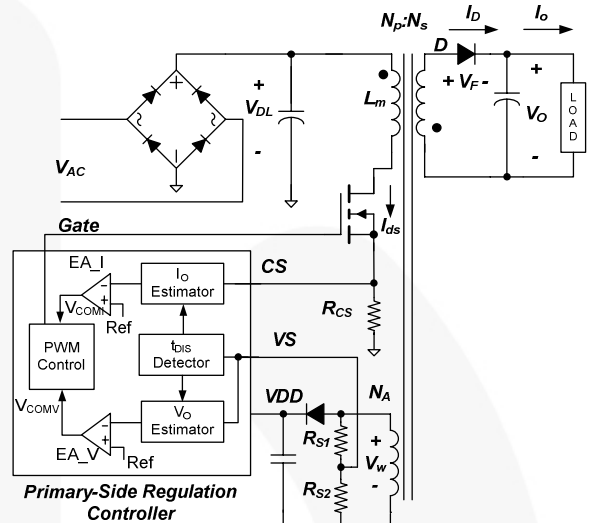 Np:Ns
ID
Io
D
+
+ VF -
+
VDL
-
Lm
VO
-
LOAD
VAC
+
-
Gate
Ids
EA_I
CS
IO
Estimator
-
+
VCOMI
Ref
RCS
PWM
Control
tDIS
Detector
VS
VDD
NA
VCOMV
VO
Estimator
-
+
EA_V
Ref
RS1
+
Vw
-
RS2
Primary-Side Regulation
Controller